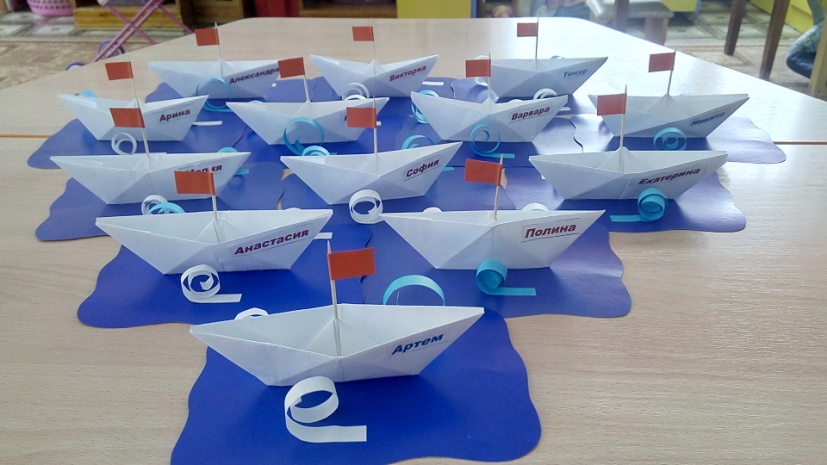 Александра
Виктория
Тимур
Арина
Варвара
Никита
София
Екатерина
Анастасия
Полина
Артем